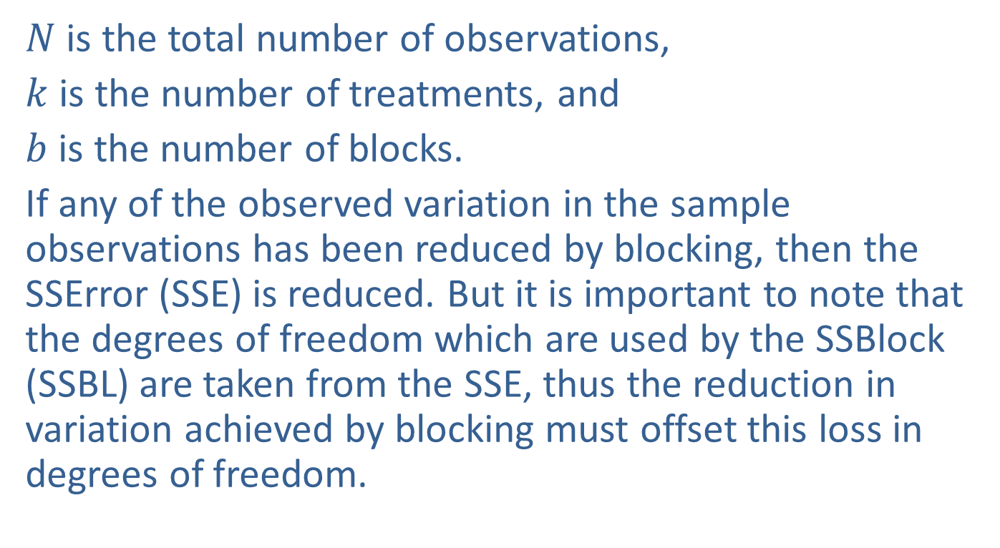 N is the total number of observations,
k is the number of treatments, and
b is the number of blocks.
If any of the observed variation in the sample
observations has been reduced by blocking, then the
SSError (SSE) is reduced. But it is important to note that
the degrees of freedom which are used by the SSBlock
(SSBL) are taken from the SSE, thus the reduction in
variation achieved by blocking must offset this loss in
degrees of freedom.